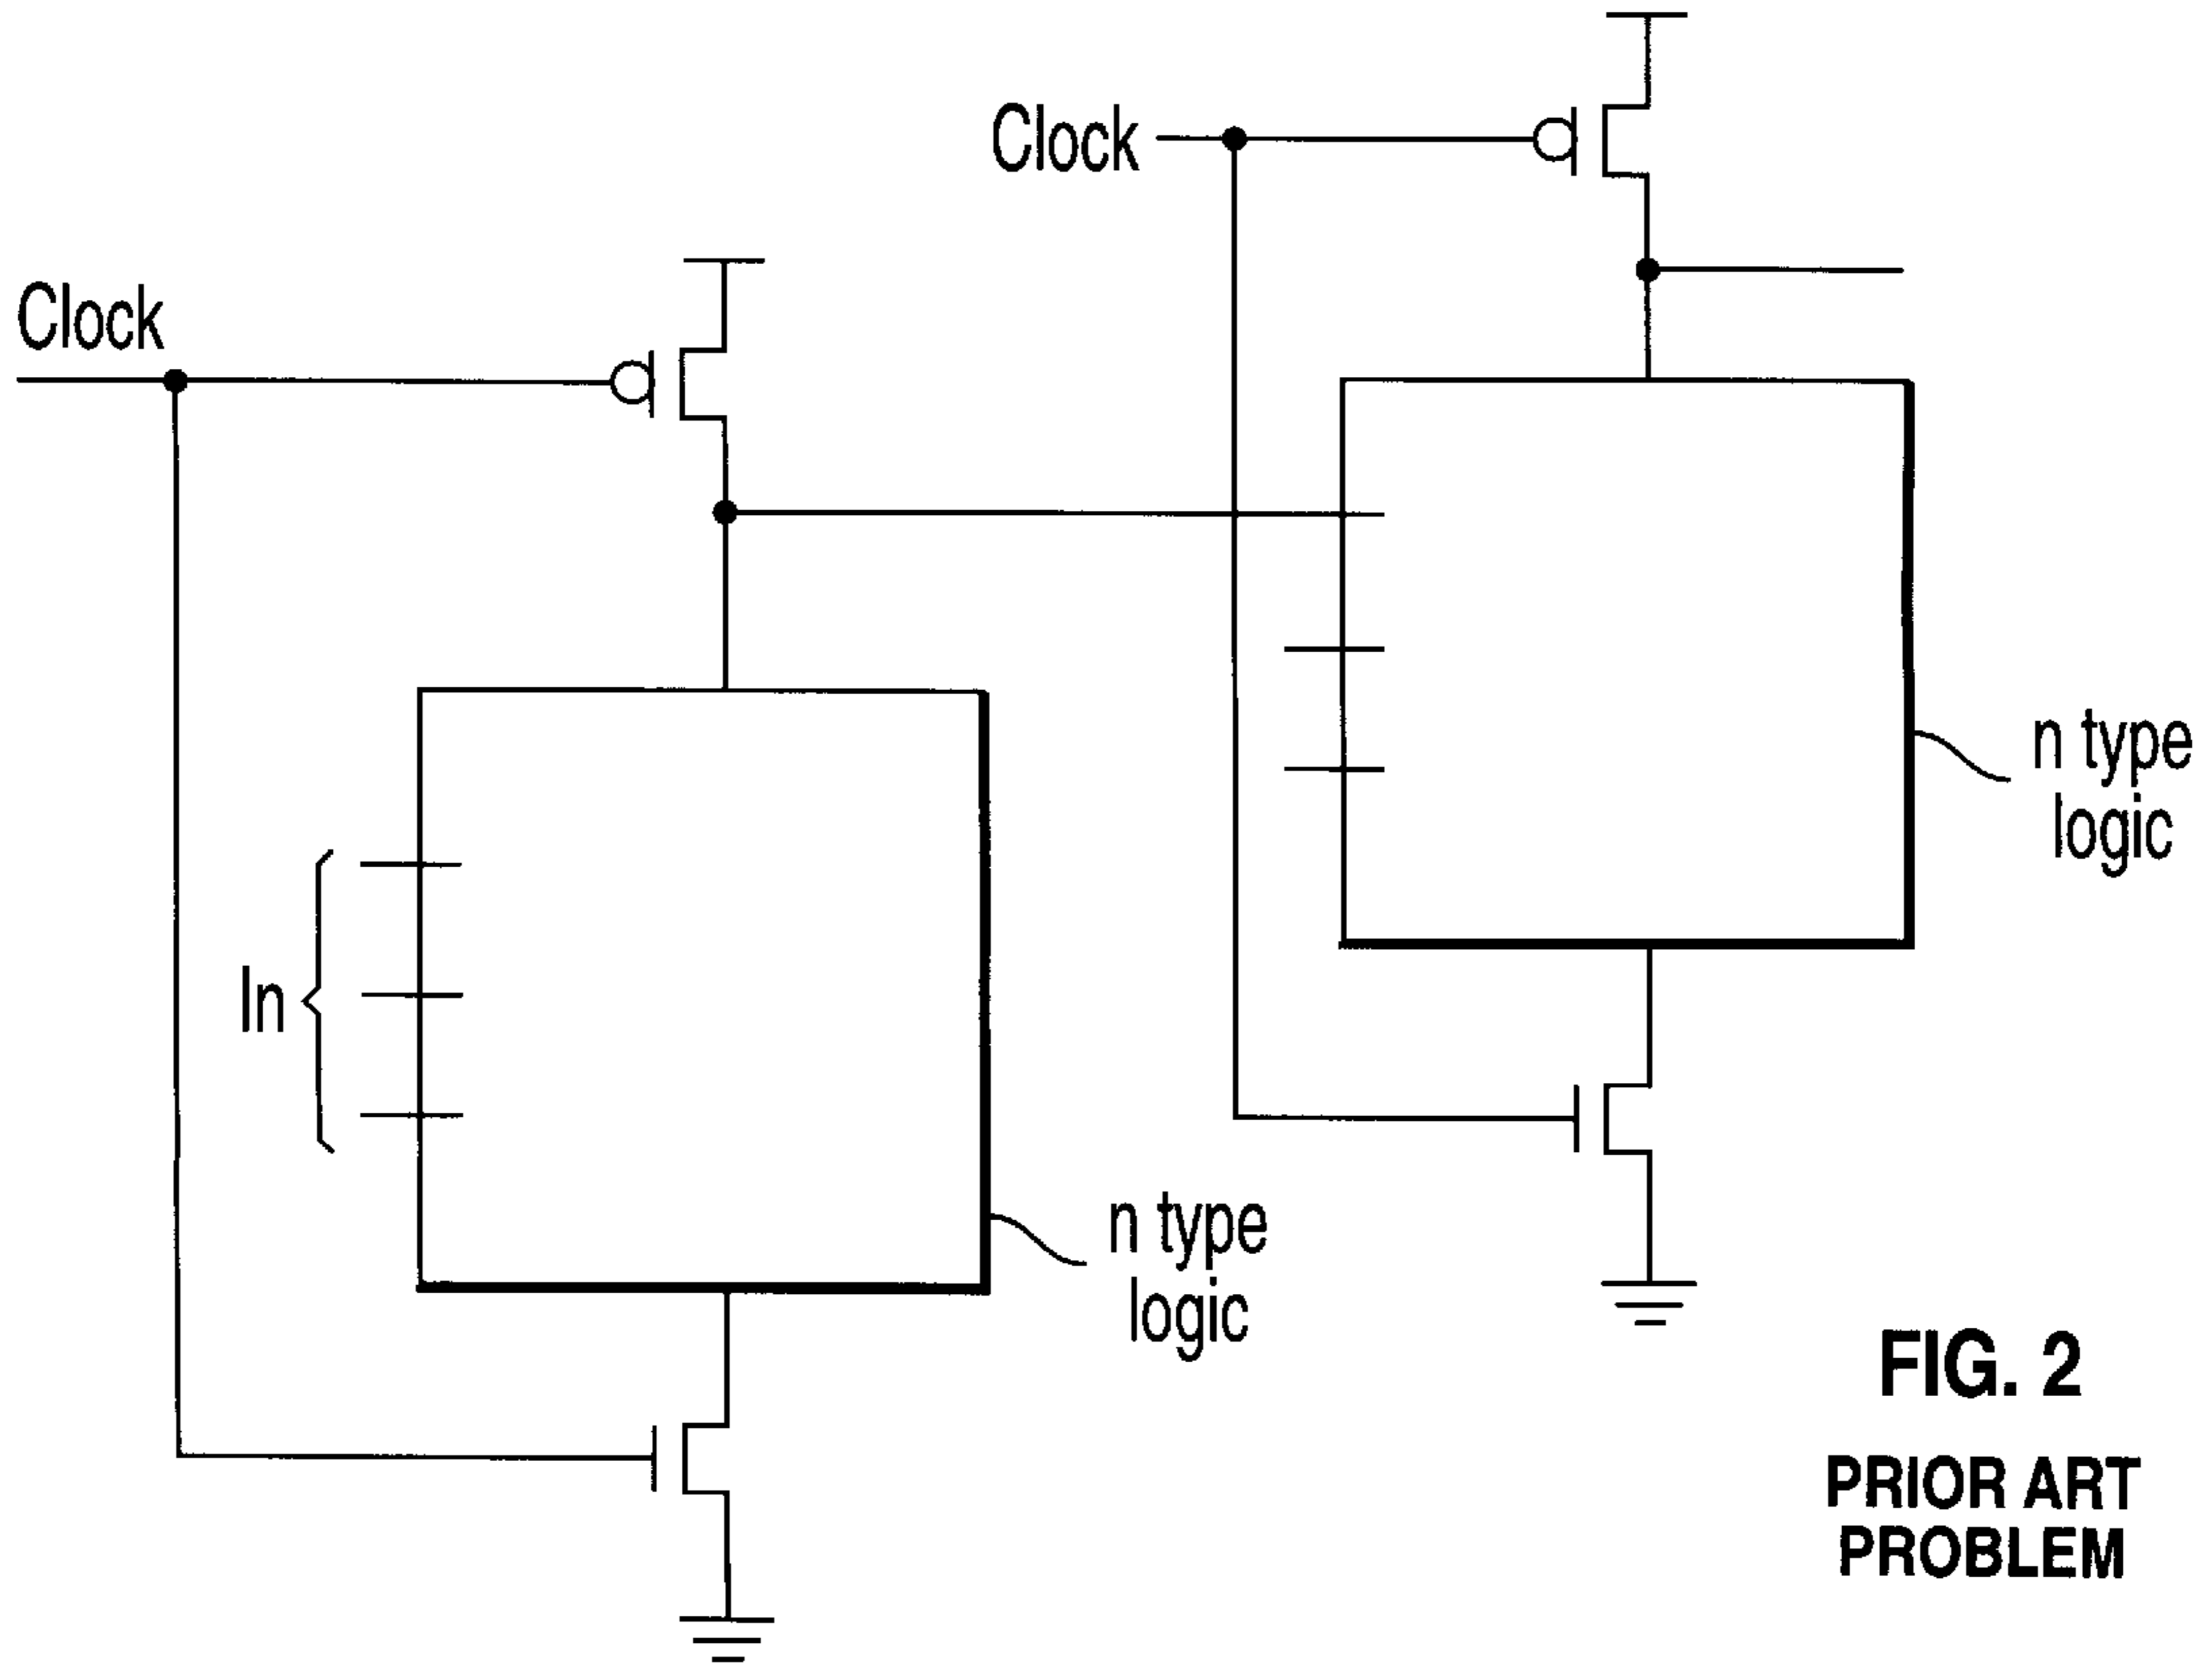 Clock
Clock
n type
logic
In
n type
logic
FIG. 2
PRIOR ART
PROBLEM